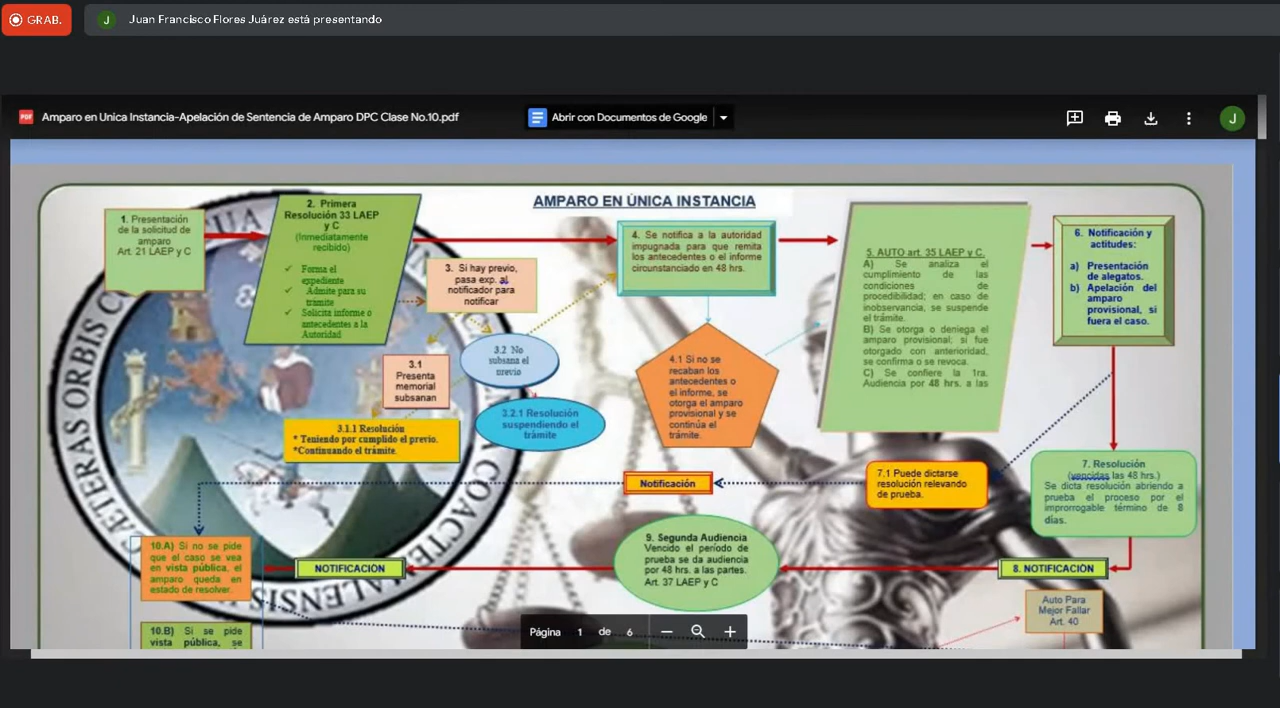 GRAB.
J
Juan Francisco Flores Juárez está presentando
PDF
Amparo en Unica Instancia-Apelación de Sentencia de Amparo DPC Clase No.10.pdf
Abrir con Documentos de Google
J
AMPARO EN ÚNICA INSTANCIA
1. Presentación
de la solicitud de
amparo
Art. 21 LAEP y C
2. Primera
Resolución 33 LAEP
y C
(Inmediatamente
recibido)
✓ Forma el
expediente
✓ Admite para su
trámite
✓ Solicita informe o
antecedentes a la
Autoridad
3. Si hay previo,
pasa exp. al
notificador para
notificar
3.1
Presenta
memorial
subsanan
3.2 No
subsana el
previo
3.1.1 Resolución
* Teniendo por cumplido el previo.
*Continuando el trámite.
3.2.1 Resolución
suspendiendo el
trámite
4. Se notifica a la autoridad
impugnada para que remita
los antecedentes o el informe
circunstanciado en 48 hrs.
4.1 Si no se
recaban los
antecedentes o
el informe, se
otorga el amparo
provisional y se
continúa el
trámite.
5. AUTO art. 35 LAEP y C.
A) Se analiza el
cumplimiento de las
condiciones de
procedibilidad; en caso de
inobservancia, se suspende
el trámite.
B) Se otorga o deniega el
amparo provisional; si fue
otorgado con anterioridad,
se confirma o se revoca.
C) Se confiere la 1ra.
Audiencia por 48 hrs. a las
6. Notificación y
actitudes:
a) Presentación
de alegatos.
b) Apelación del
amparo
provisional, si
fuera el caso.
7. Resolución
(vencidas las 48 hrs.)
Se dicta resolución abriendo a
prueba el proceso por el
improrrogable término de 8
días.
7.1 Puede dictarse
resolución relevando
de prueba.
Notificación
8. NOTIFICACIÓN
9. Segunda Audiencia
Vencido el período de
prueba se da audiencia
por 48 hrs. a las partes.
Art. 37 LAEP y C
NOTIFICACIÓN
10.A) Si no se pide
que el caso se vea
en vista pública, el
amparo queda en
estado de resolver.
10.B) Si se pide
vista pública, se
Auto Para
Mejor Fallar
Art. 40
Página 1 de 6